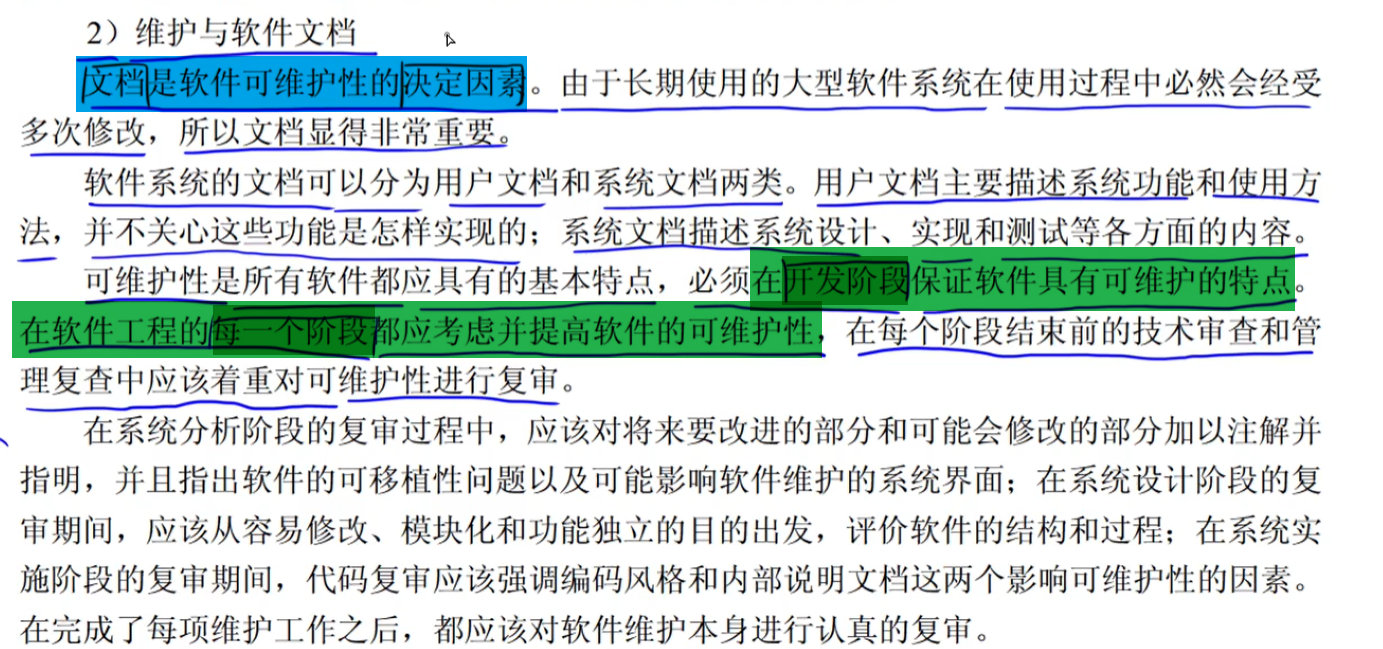 2）维护与软件文档
文档是软件可维护性的决定因素。由于长期使用的大型软件系统在使用过程中必然会经受
多次修改，所以文档显得非常重要。
软件系统的文档可以分为用户文档和系统文档两类。用户文档主要描述系统功能和使用方
法，并不关心这些功能是怎样实现的；系统文档描述系统设计、实现和测试等各方面的内容。
可维护性是所有软件都应具有的基本特点，必须在开发阶段保证软件具有可维护的特点。
在软件工程的每一个阶段都应考虑并提高软件的可维护性，在每个阶段结束前的技术审查和管
理复查中应该着重对可维护性进行复审。
在系统分析阶段的复审过程中，应该对将来要改进的部分和可能会修改的部分加以注解并
指明，并且指出软件的可移植性问题以及可能影响软件维护的系统界面；在系统设计阶段的复
审期间，应该从容易修改、模块化和功能独立的目的出发，评价软件的结构和过程；在系统实
施阶段的复审期间，代码复审应该强调编码风格和内部说明文档这两个影响可维护性的因素。
在完成了每项维护工作之后，都应该对软件维护本身进行认真的复审。